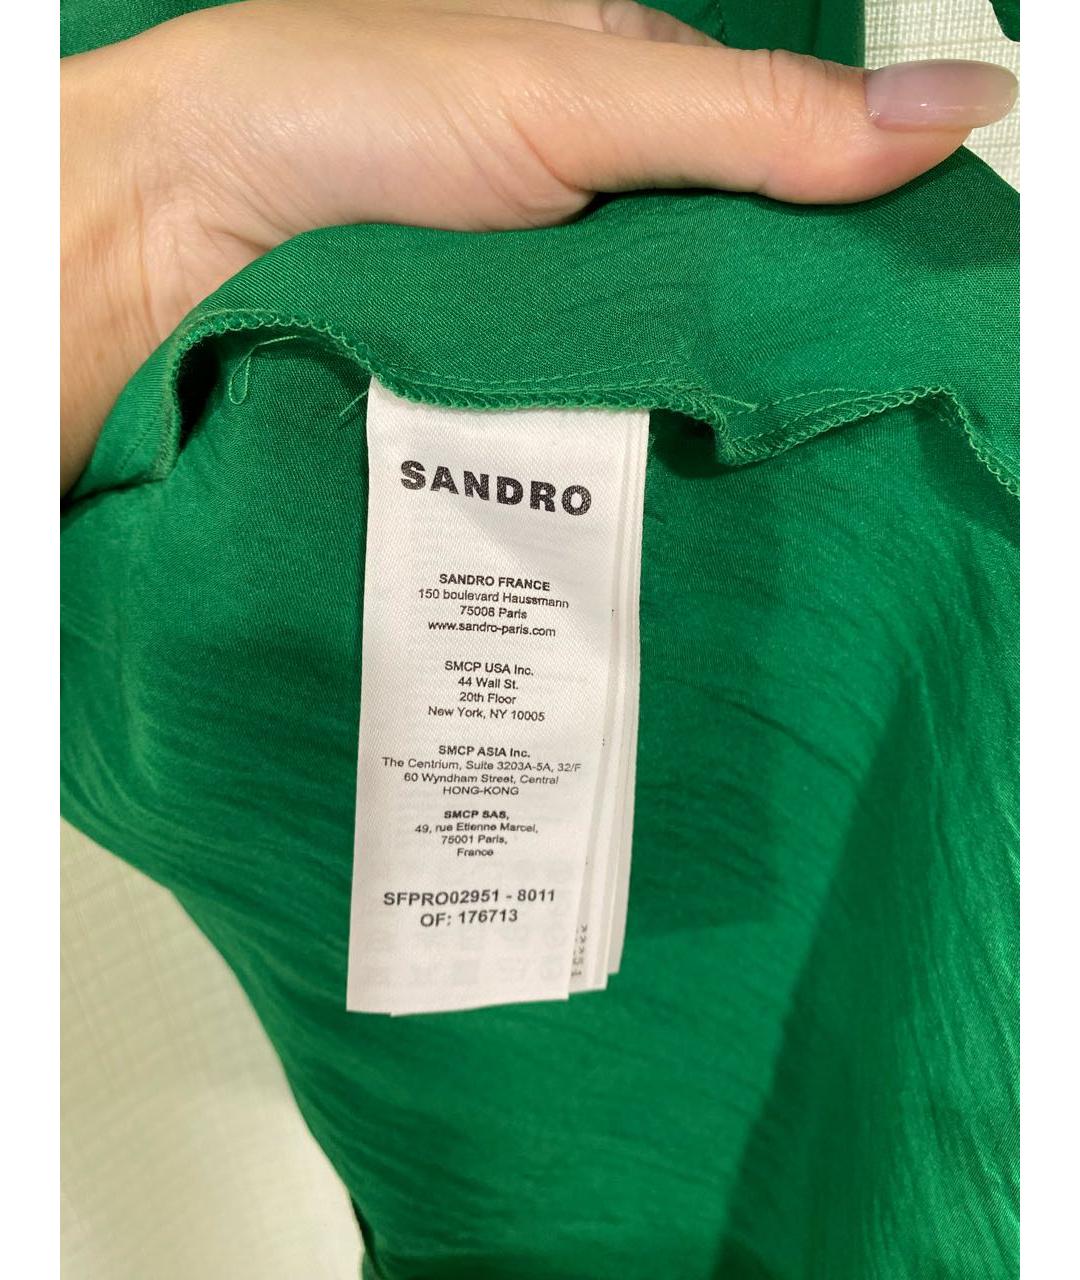 SANDRO
SANDRO FRANCE
150 boulevard Haussmann
75008 Paris
www.sandro-paris.com
SMCP USA Inc.
44 Wall St.
20th Floor
New York, NY 10005
SMCP ASIA Inc.
The Centrium, Suite 3203A-5A, 32/F
60 Wyndham Street, Central
HONG-KONG
SMCP SAS,
49, rue Etienne Marcel,
75001 Paris,
France
SFPRO02951 - 8011
OF: 176713